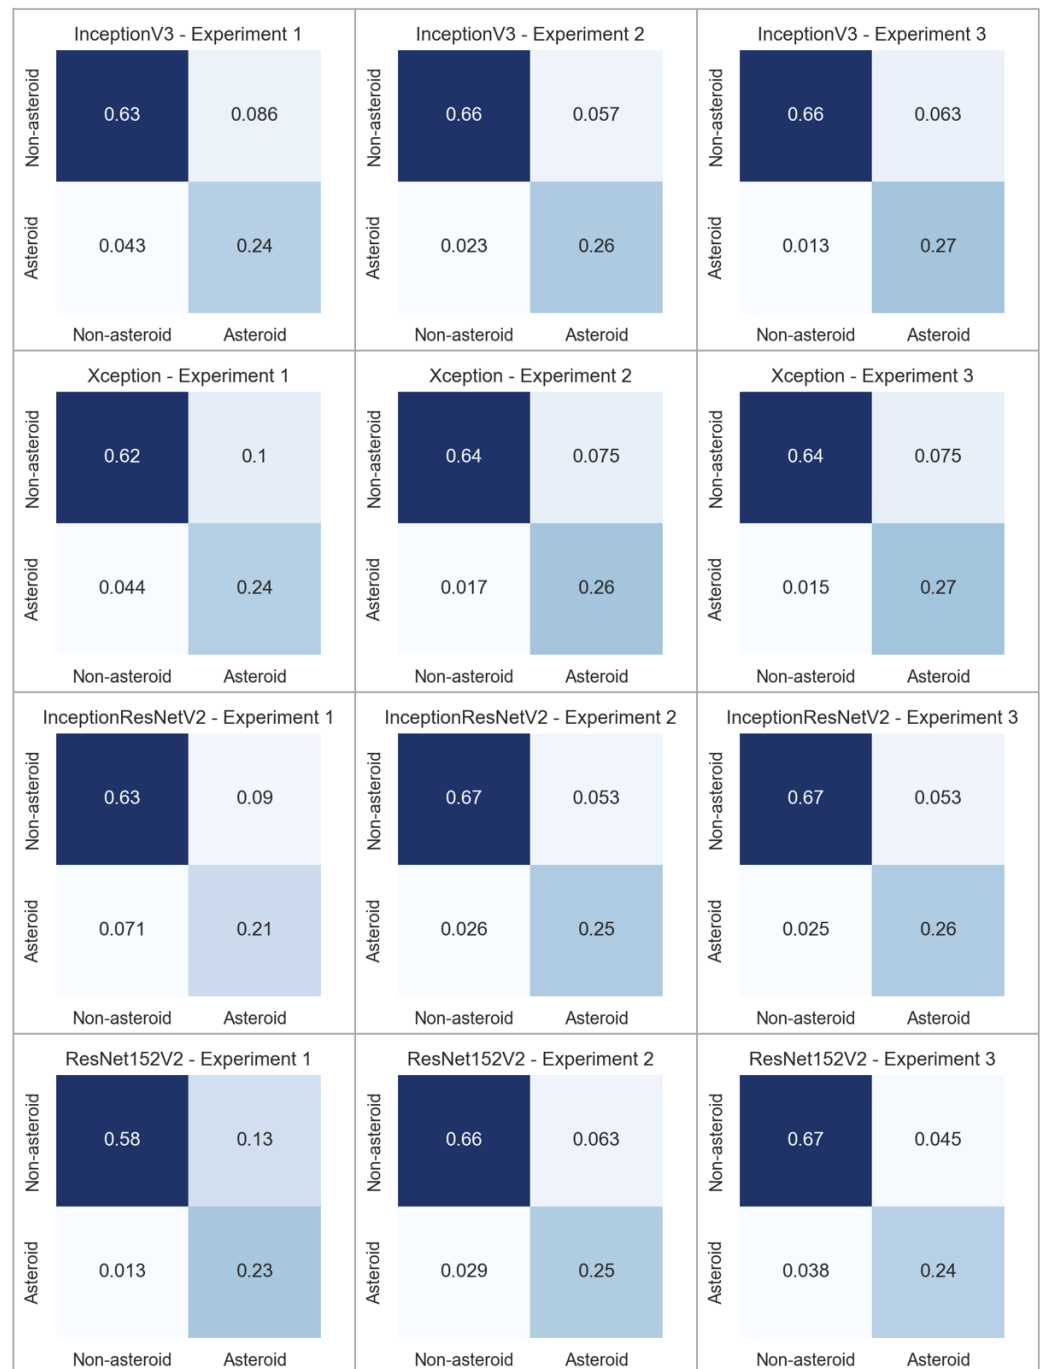 InceptionV3 - Experiment 1
Non-asteroid
0.63
0.086
Asteroid
0.043
0.24
Non-asteroid
Asteroid
InceptionV3 - Experiment 2
Non-asteroid
0.66
0.057
Asteroid
0.023
0.26
Non-asteroid
Asteroid
InceptionV3 - Experiment 3
Non-asteroid
0.66
0.063
Asteroid
0.013
0.27
Non-asteroid
Asteroid
Xception - Experiment 1
Non-asteroid
0.62
0.1
Asteroid
0.044
0.24
Non-asteroid
Asteroid
Xception - Experiment 2
Non-asteroid
0.64
0.075
Asteroid
0.017
0.26
Non-asteroid
Asteroid
Xception - Experiment 3
Non-asteroid
0.64
0.075
Asteroid
0.015
0.27
Non-asteroid
Asteroid
InceptionResNetV2 - Experiment 1
Non-asteroid
0.63
0.09
Asteroid
0.071
0.21
Non-asteroid
Asteroid
InceptionResNetV2 - Experiment 2
Non-asteroid
0.67
0.053
Asteroid
0.026
0.25
Non-asteroid
Asteroid
InceptionResNetV2 - Experiment 3
Non-asteroid
0.67
0.053
Asteroid
0.025
0.26
Non-asteroid
Asteroid
ResNet152V2 - Experiment 1
Non-asteroid
0.58
0.13
Asteroid
0.013
0.23
Non-asteroid
Asteroid
ResNet152V2 - Experiment 2
Non-asteroid
0.66
0.063
Asteroid
0.029
0.25
Non-asteroid
Asteroid
ResNet152V2 - Experiment 3
Non-asteroid
0.67
0.045
Asteroid
0.038
0.24
Non-asteroid
Asteroid